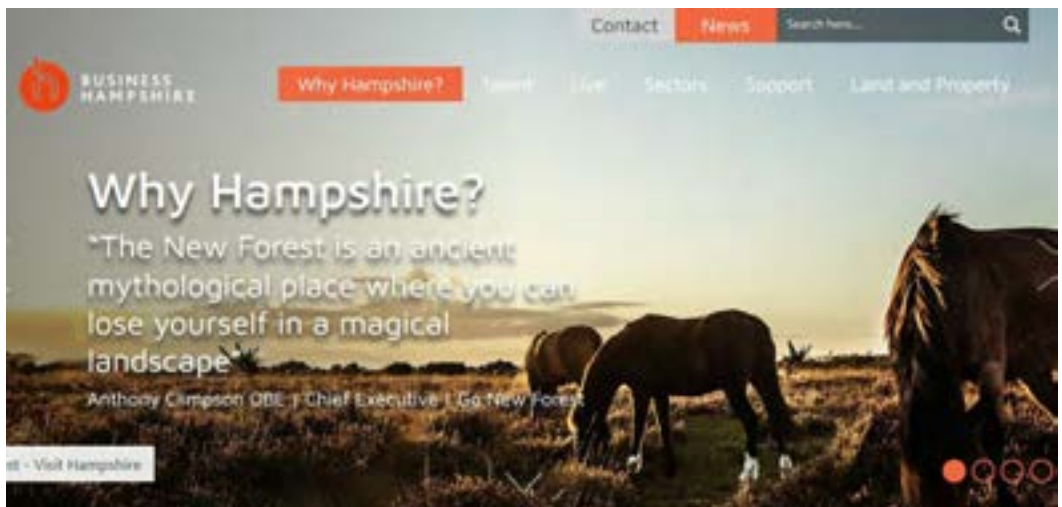 Contact News Search here...
BUSINESS
HAMPSHIRE
Why Hampshire? Talent Live Sectors Support Land and Property
Why Hampshire?
"The New Forest is an ancient
mythological place where you can
lose yourself in a magical
landscape"
Anthony Climpson OBE | Chief Executive | Go New Forest
- Visit Hampshire